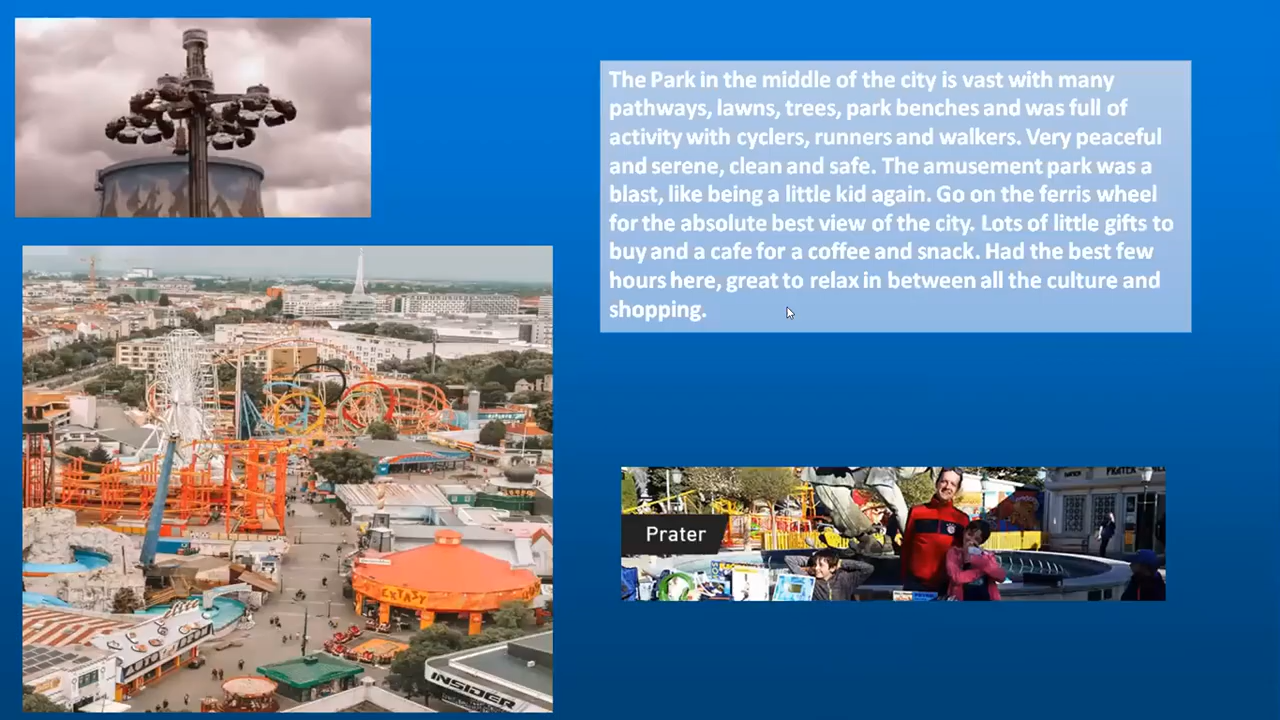 The Park in the middle of the city is vast with many
pathways, lawns, trees, park benches and was full of
activity with cyclers, runners and walkers. Very peaceful
and serene, clean and safe. The amusement park was a
blast, like being a little kid again. Go on the ferris wheel
for the absolute best view of the city. Lots of little gifts to
buy and a cafe for a coffee and snack. Had the best few
hours here, great to relax in between all the culture and
shopping.
Prater
EXTASY
INSIDER